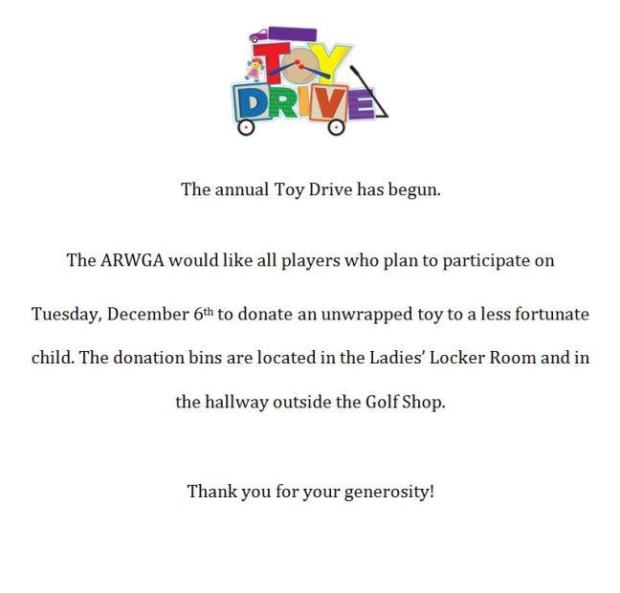 TOY
DRIVE
The annual Toy Drive has begun.
The ARWGA would like all players who plan to participate on
Tuesday, December 6th to donate an unwrapped toy to a less fortunate
child. The donation bins are located in the Ladies’ Locker Room and in
the hallway outside the Golf Shop.
Thank you for your generosity!